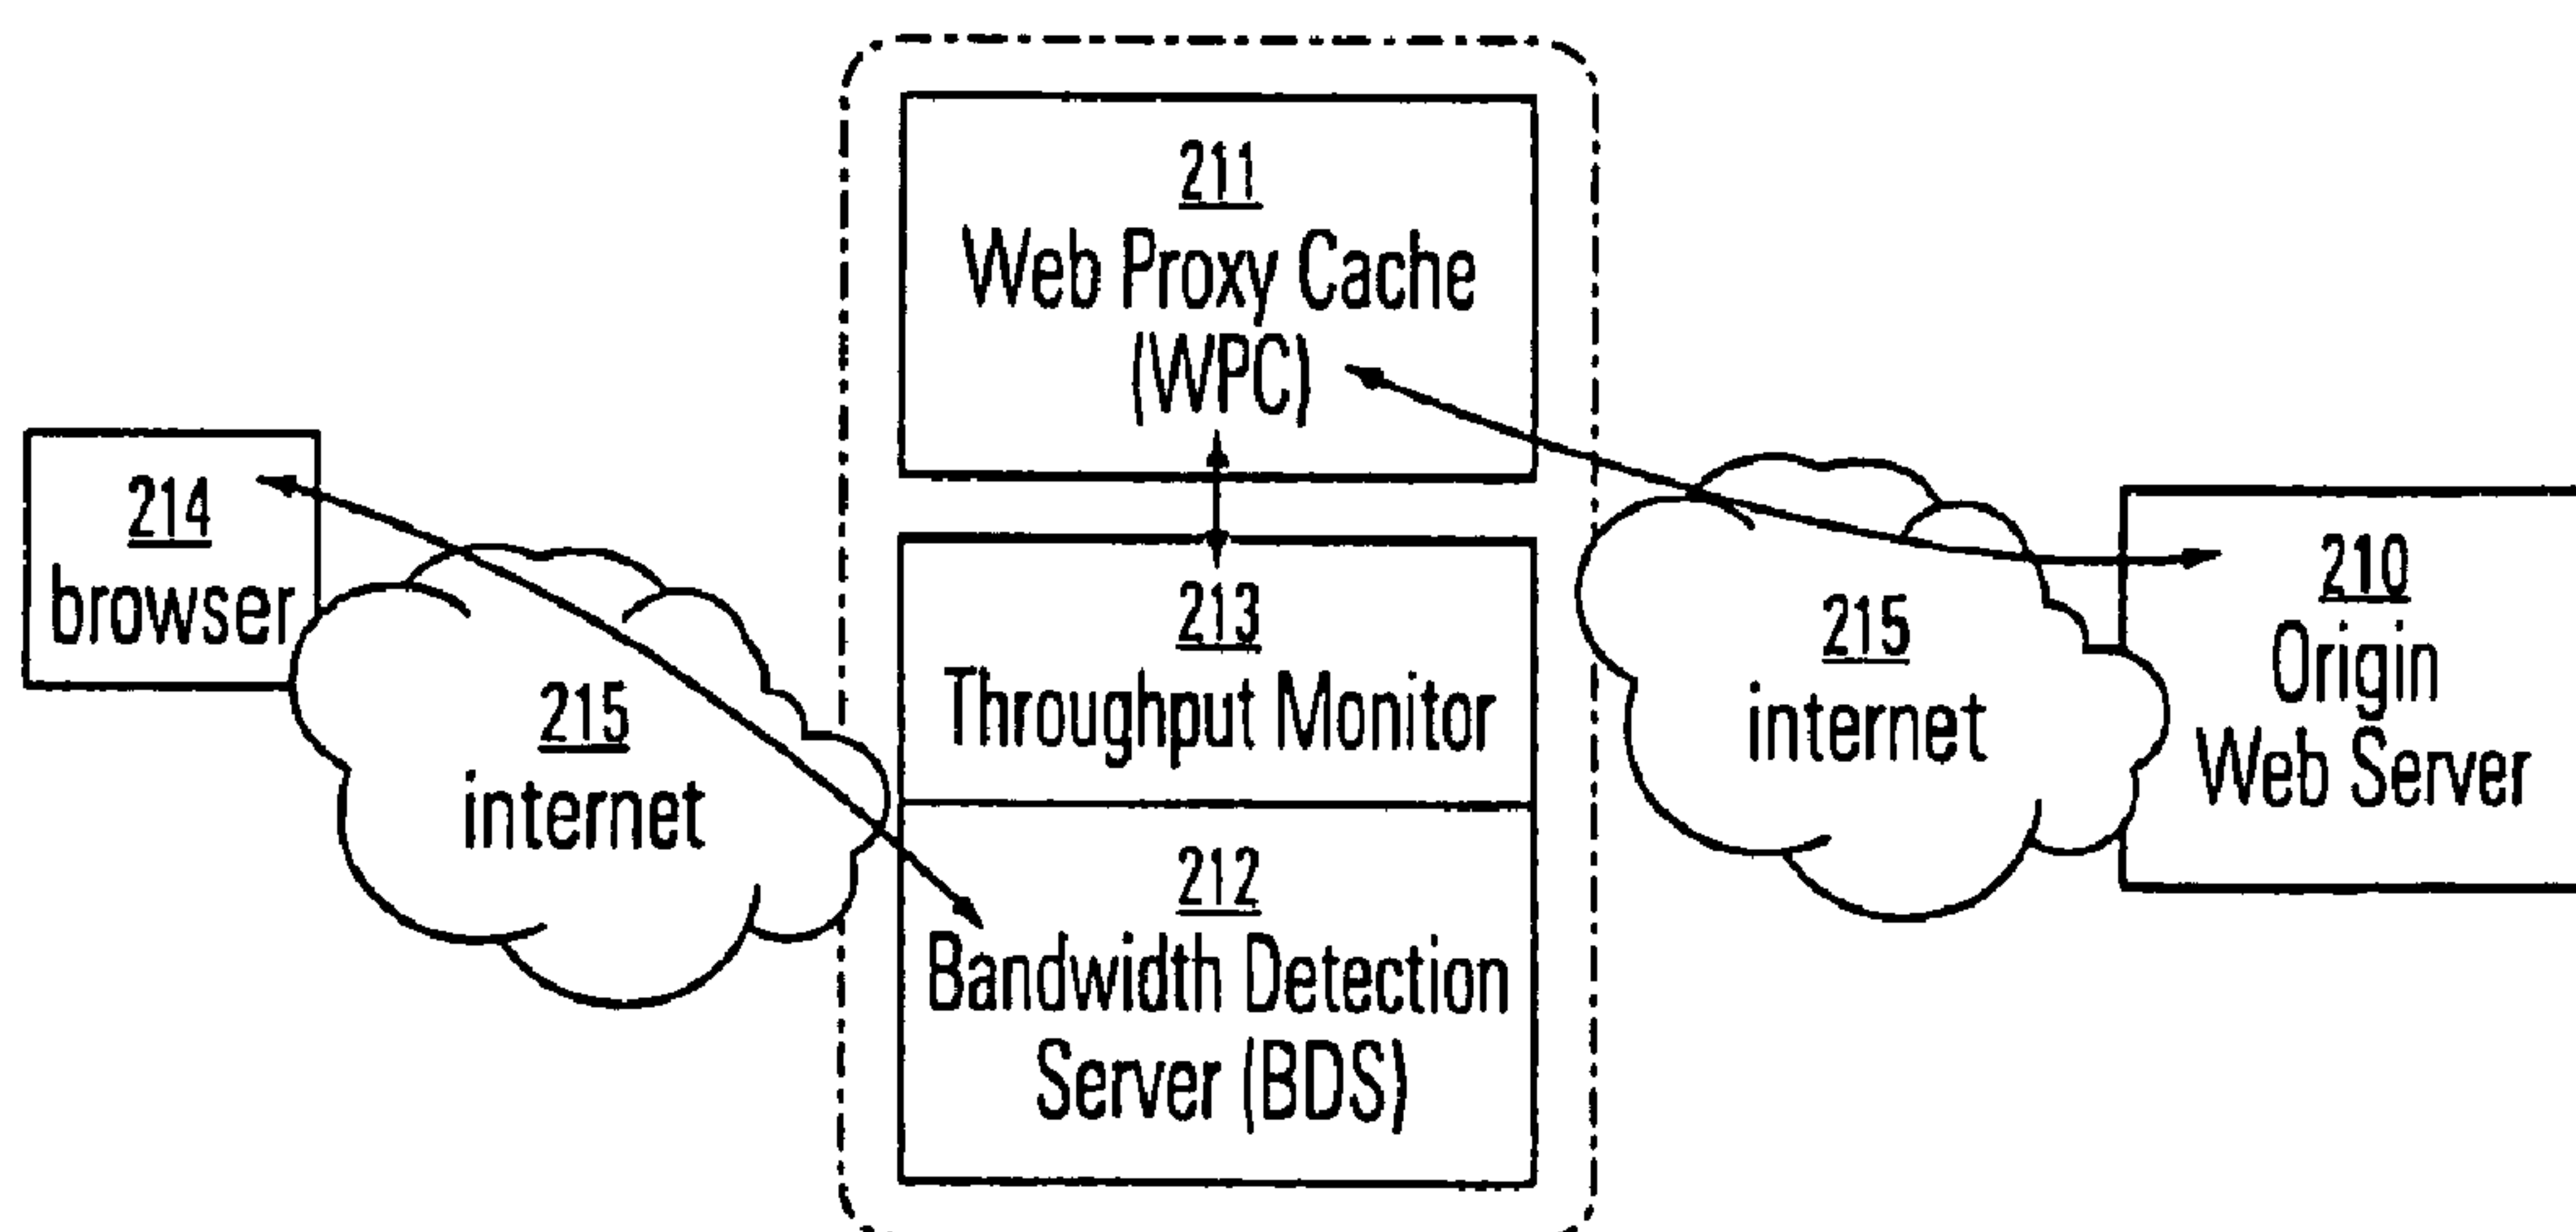 211
Web Proxy Cache
(WPC)
214
browser
215
internet
213
Throughput Monitor
212
Bandwidth Detection
Server (BDS)
215
internet
210
Origin
Web Server